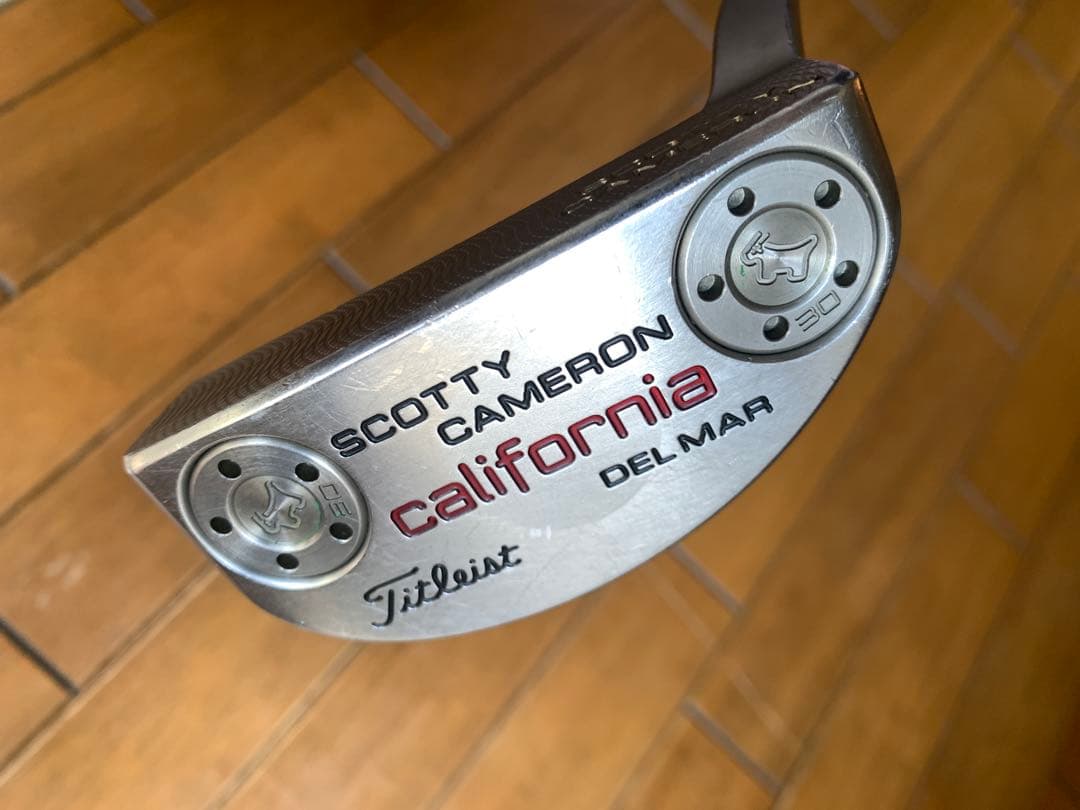 SCOTTY
CAMERON
california
DEL MAR
Titleist
30
30